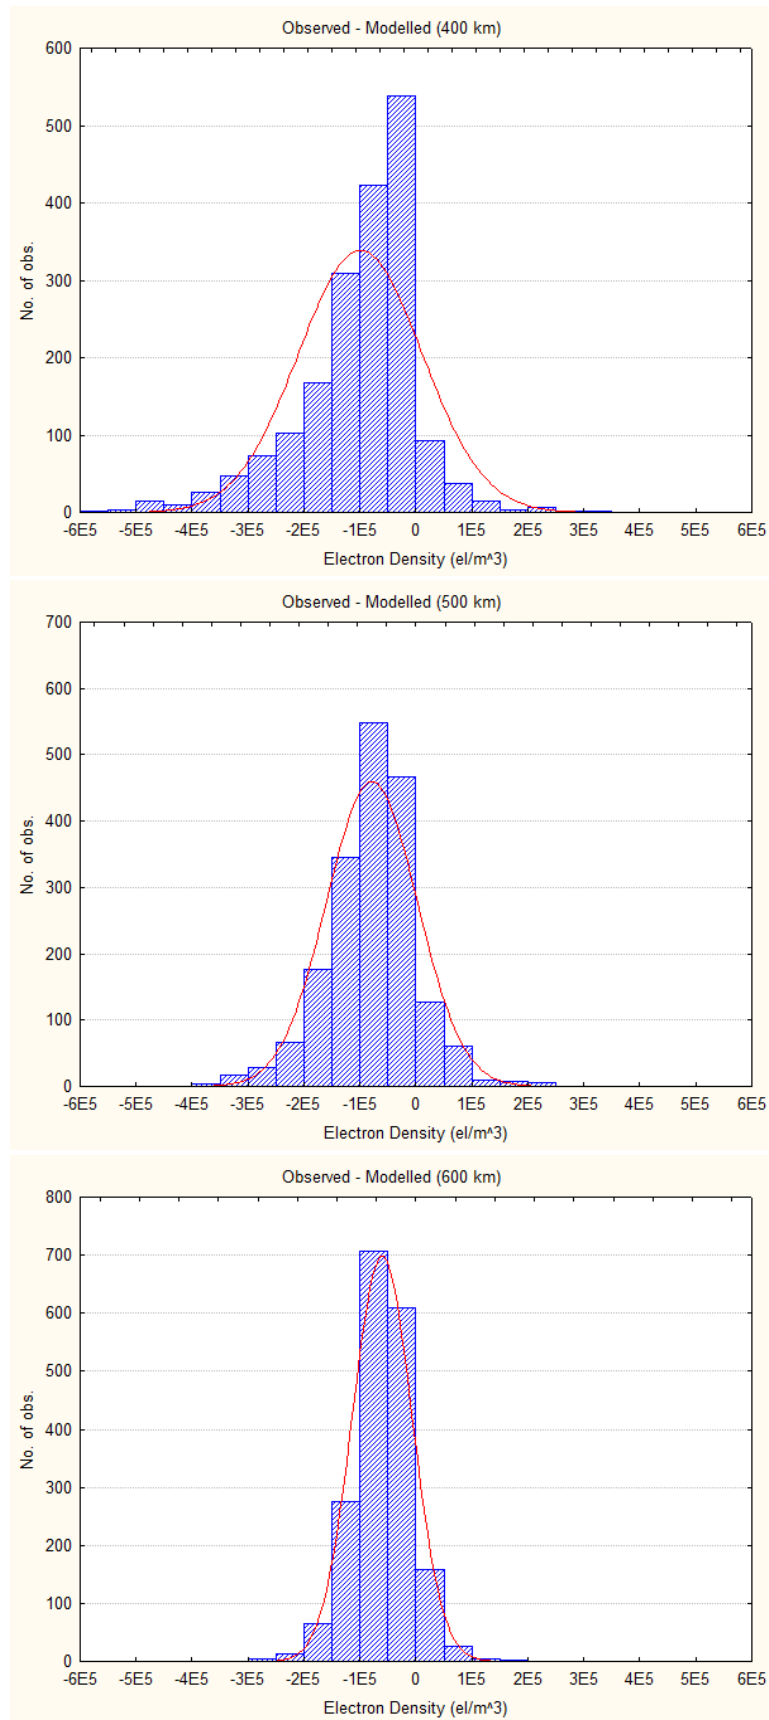 Observed - Modelled (400 km)
600
500
400
300
200
100
0
No. of obs.
-6E5 -5E5 -4E5 -3E5 -2E5 -1E5 0 1E5 2E5 3E5 4E5 5E5 6E5
Electron Density (el/m^3)
Observed - Modelled (500 km)
700
600
500
400
300
200
100
0
No. of obs.
-6E5 -5E5 -4E5 -3E5 -2E5 -1E5 0 1E5 2E5 3E5 4E5 5E5 6E5
Electron Density (el/m^3)
Observed - Modelled (600 km)
800
700
600
500
400
300
200
100
0
No. of obs.
-6E5 -5E5 -4E5 -3E5 -2E5 -1E5 0 1E5 2E5 3E5 4E5 5E5 6E5
Electron Density (el/m^3)